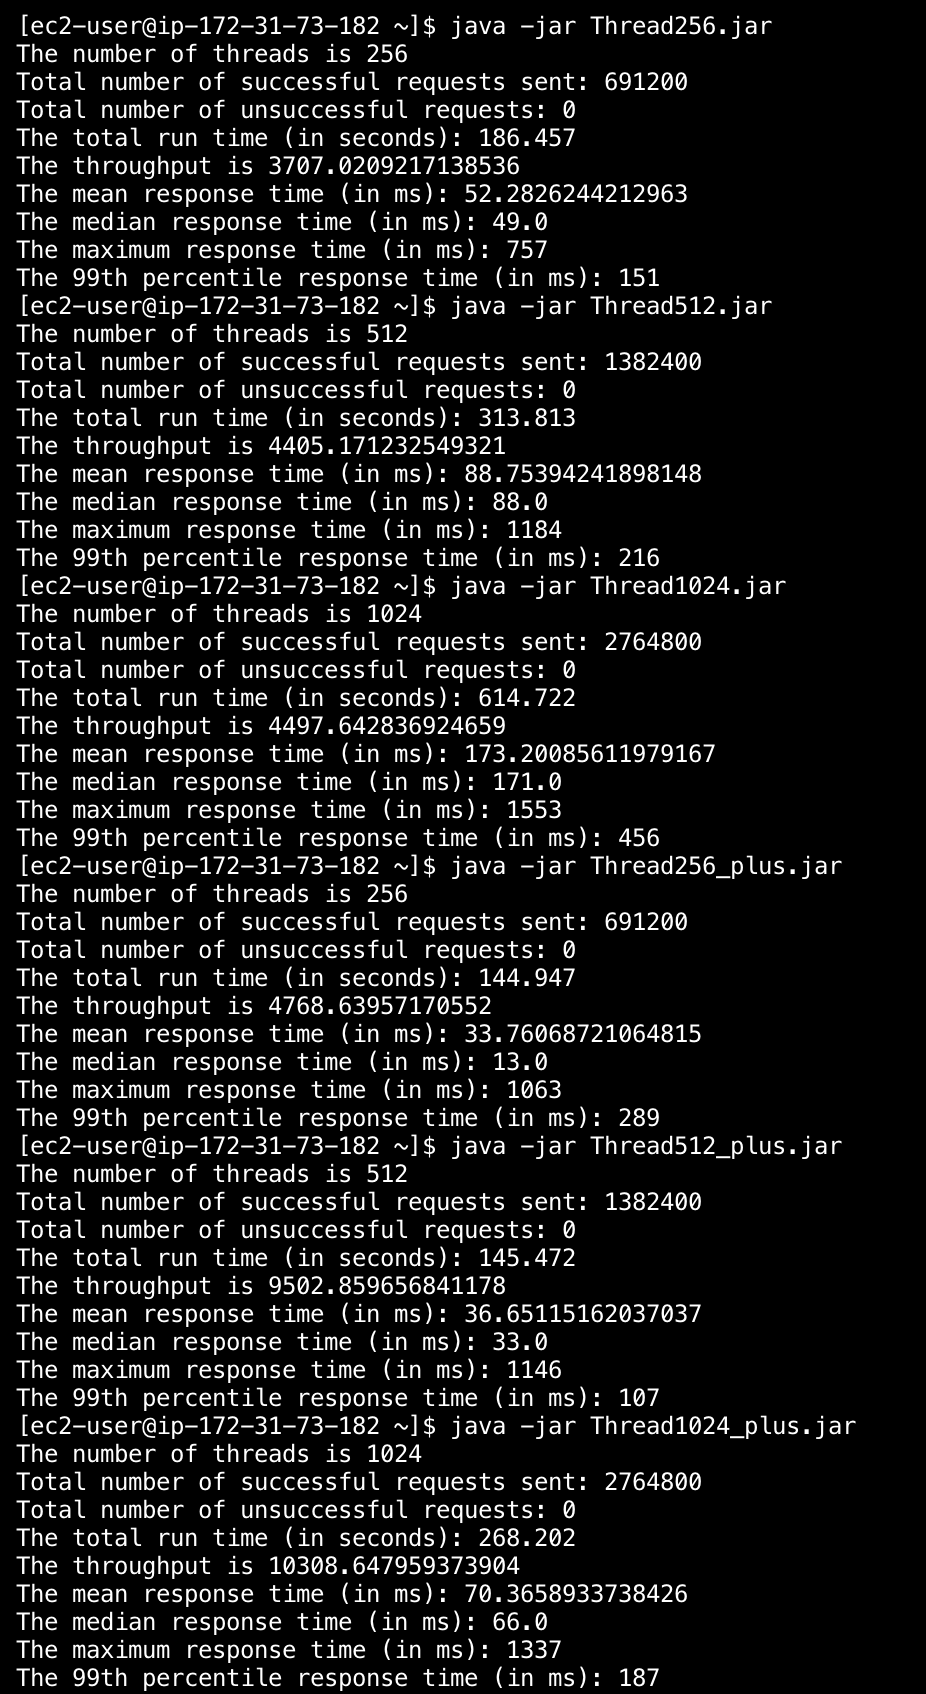 [ec2-user@ip-172-31-73-182 ~]$ java -jar Thread256.jar
The number of threads is 256
Total number of successful requests sent: 691200
Total number of unsuccessful requests: 0
The total run time (in seconds): 186.457
The throughput is 3707.0209217138536
The mean response time (in ms): 52.2826244212963
The median response time (in ms): 49.0
The maximum response time (in ms): 757
The 99th percentile response time (in ms): 151
[ec2-user@ip-172-31-73-182 ~]$ java -jar Thread512.jar
The number of threads is 512
Total number of successful requests sent: 1382400
Total number of unsuccessful requests: 0
The total run time (in seconds): 313.813
The throughput is 4405.171232549321
The mean response time (in ms): 88.75394241898148
The median response time (in ms): 88.0
The maximum response time (in ms): 1184
The 99th percentile response time (in ms): 216
[ec2-user@ip-172-31-73-182 ~]$ java -jar Thread1024.jar
The number of threads is 1024
Total number of successful requests sent: 2764800
Total number of unsuccessful requests: 0
The total run time (in seconds): 614.722
The throughput is 4497.642836924659
The mean response time (in ms): 173.20085611979167
The median response time (in ms): 171.0
The maximum response time (in ms): 1553
The 99th percentile response time (in ms): 456
[ec2-user@ip-172-31-73-182 ~]$ java -jar Thread256_plus.jar
The number of threads is 256
Total number of successful requests sent: 691200
Total number of unsuccessful requests: 0
The total run time (in seconds): 144.947
The throughput is 4768.63957170552
The mean response time (in ms): 33.76068721064815
The median response time (in ms): 13.0
The maximum response time (in ms): 1063
The 99th percentile response time (in ms): 289
[ec2-user@ip-172-31-73-182 ~]$ java -jar Thread512_plus.jar
The number of threads is 512
Total number of successful requests sent: 1382400
Total number of unsuccessful requests: 0
The total run time (in seconds): 145.472
The throughput is 9502.859656841178
The mean response time (in ms): 36.65115162037037
The median response time (in ms): 33.0
The maximum response time (in ms): 1146
The 99th percentile response time (in ms): 107
[ec2-user@ip-172-31-73-182 ~]$ java -jar Thread1024_plus.jar
The number of threads is 1024
Total number of successful requests sent: 2764800
Total number of unsuccessful requests: 0
The total run time (in seconds): 268.202
The throughput is 10308.647959373904
The mean response time (in ms): 70.3658933738426
The median response time (in ms): 66.0
The maximum response time (in ms): 1337
The 99th percentile response time (in ms): 187